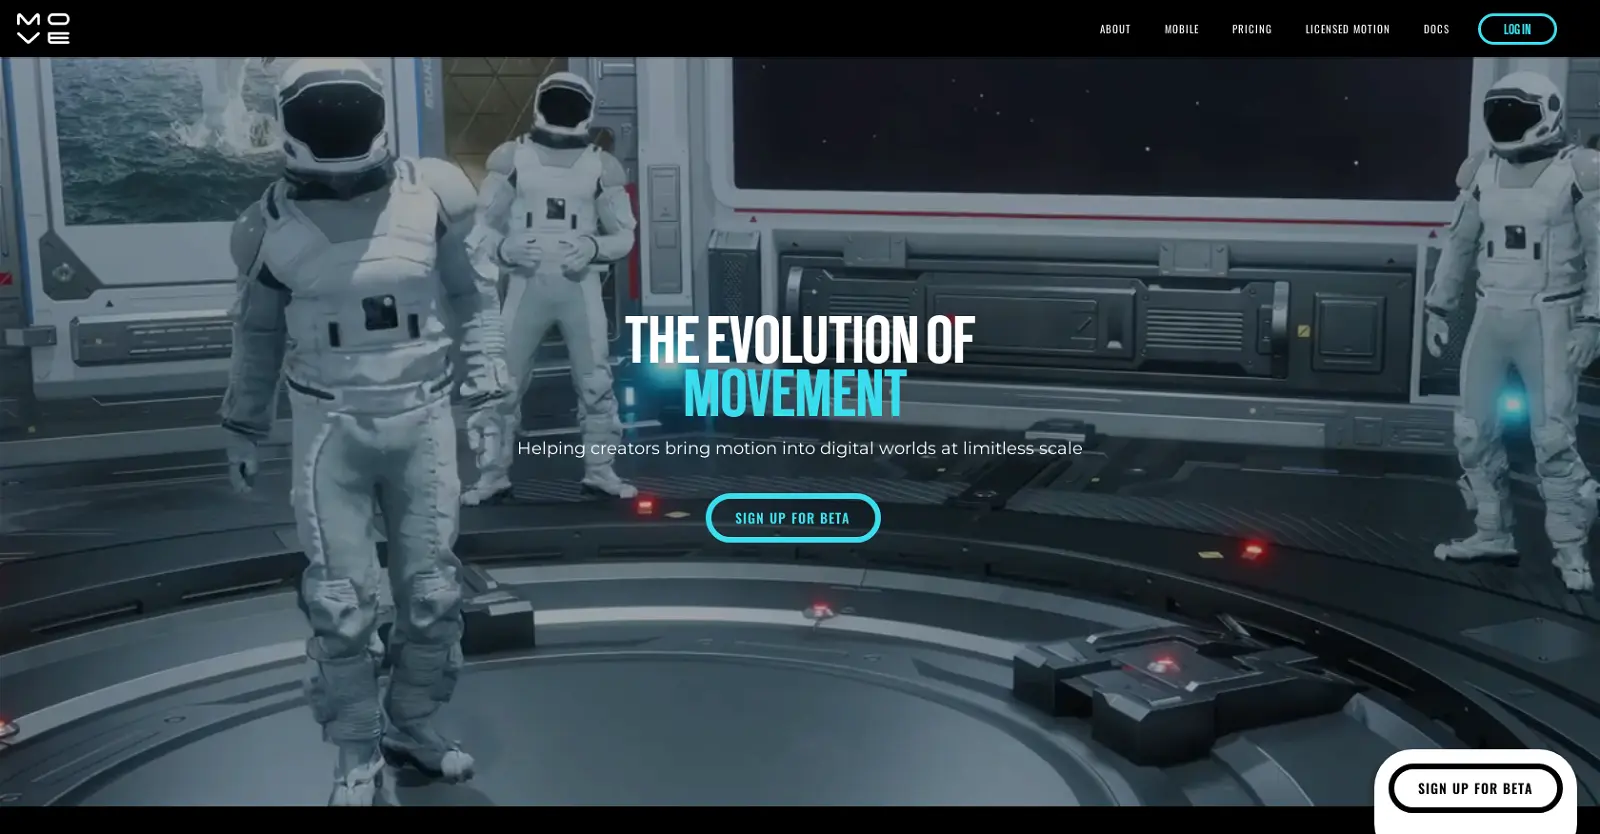 MO
VE
ABOUT
MOBILE
PRICING
LICENSED MOTION
DOCS
LOG IN
THE EVOLUTION OF
MOVEMENT
Helping creators bring motion into digital worlds at limitless scale
SIGN UP FOR BETA
SIGN UP FOR BETA